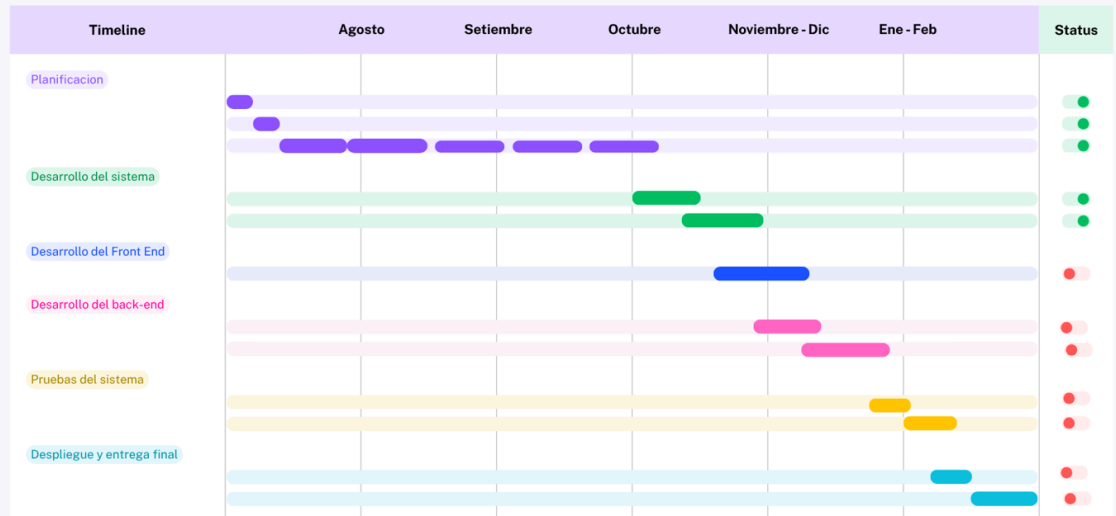 Timeline
Agosto
Setiembre
Octubre
Noviembre - Dic
Ene - Feb
Status
Planificacion
Desarrollo del sistema
Desarrollo del Front End
Desarrollo del back-end
Pruebas del sistema
Despliegue y entrega final